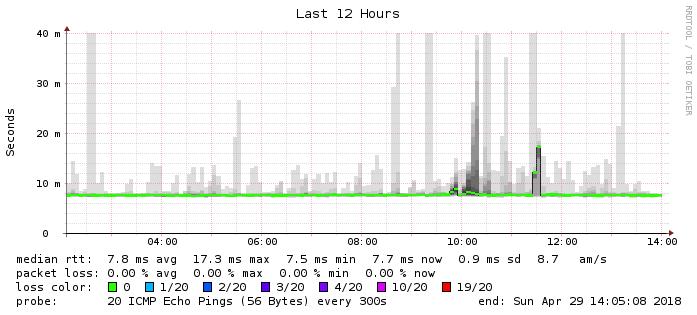 Last 12 Hours
RRDTOOL / TOBI OETIKER
Seconds
40 m
30 m
20 m
10 m
0
04:00 06:00 08:00 10:00 12:00 14:00
median rtt: 7.8 ms avg 17.3 ms max 7.5 ms min 7.7 ms now 0.9 ms sd 8.7 am/s
packet loss: 0.00 % avg 0.00 % max 0.00 % min 0.00 % now
loss color: 0 1/20 2/20 3/20 4/20 10/20 19/20
probe: 20 ICMP Echo Pings (56 Bytes) every 300s end: Sun Apr 29 14:05:08 2018